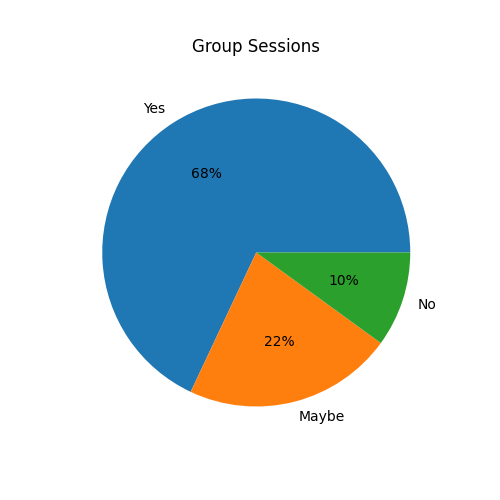 Group Sessions
Yes
68%
10%
No
22%
Maybe